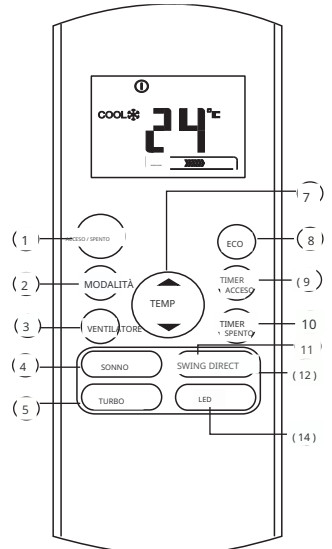 COOL
24°C
7
(1)
ACCESO / SPENTO
ECO
(8)
(2)
MODALITÀ
TEMP
TIMER
ACCESO
(9)
(3)
VENTILATORE
TIMER
SPENTO
10
11
(4)
SONNO
SWING DIRECT
(12)
(5)
TURBO
LED
(14)